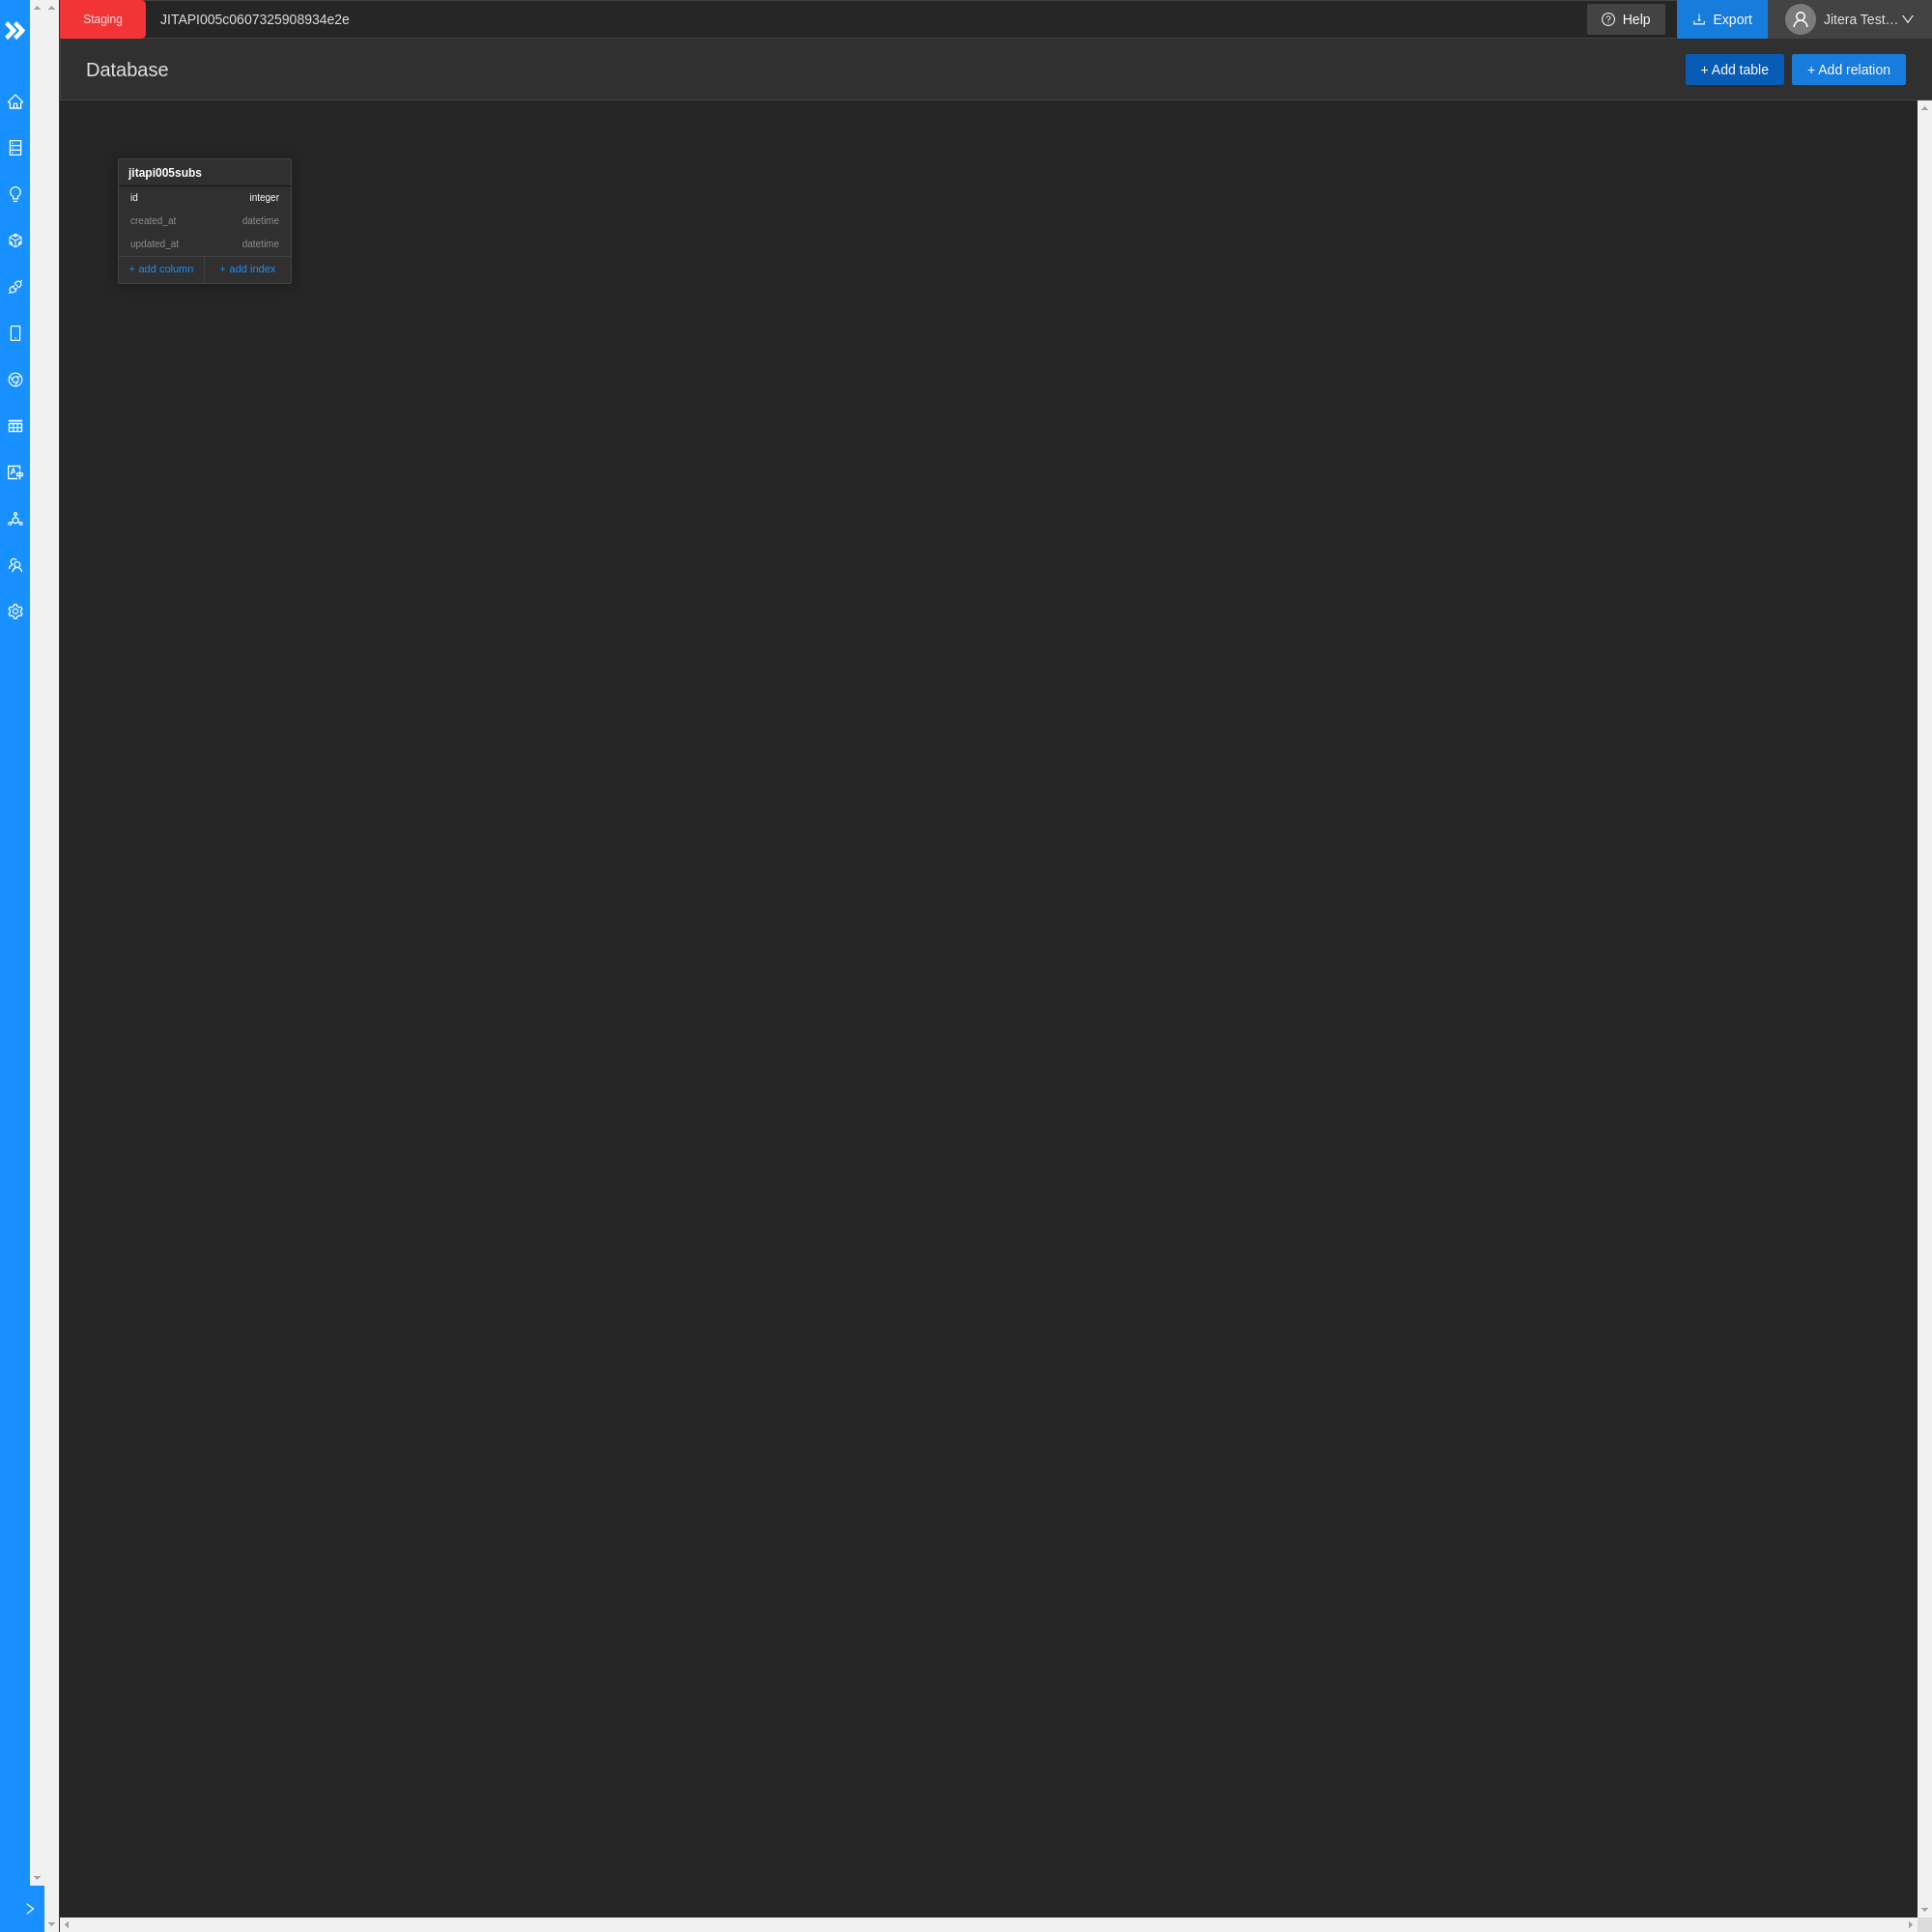 Staging
JITAPI005c0607325908934e2e
Help
Export
Jitera Test...
Database
+ Add table
+ Add relation
jitapi005subs
id integer
created_at datetime
updated_at datetime
+ add column + add index